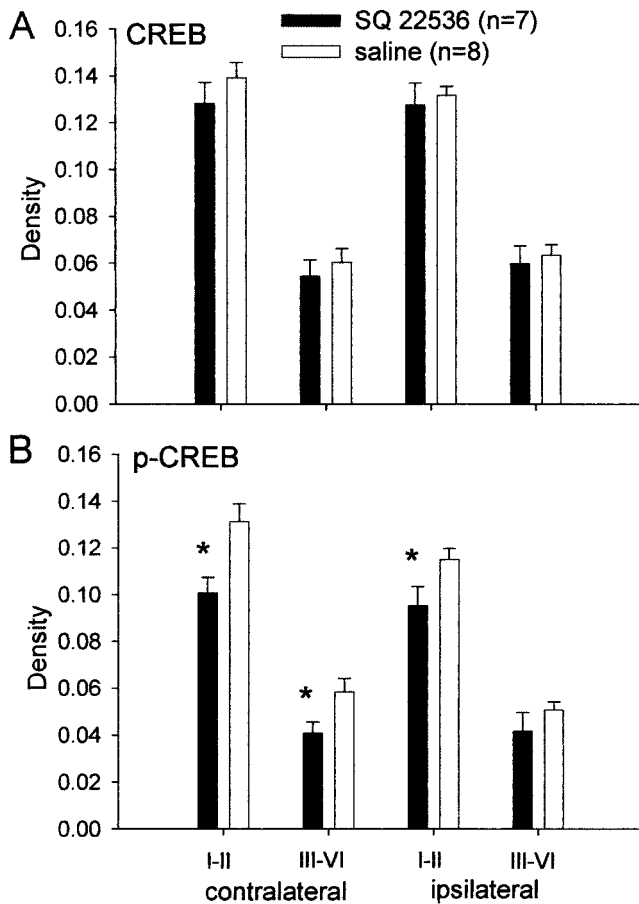 A
CREB
SQ 22536 (n=7)
saline (n=8)
0.16
0.14
0.12
0.10
0.08
0.06
0.04
0.02
0.00
Density
B
p-CREB
0.16
0.14
0.12
0.10
0.08
0.06
0.04
0.02
0.00
Density
*
*
*
I-II III-VI I-II III-VI
contralateral ipsilateral